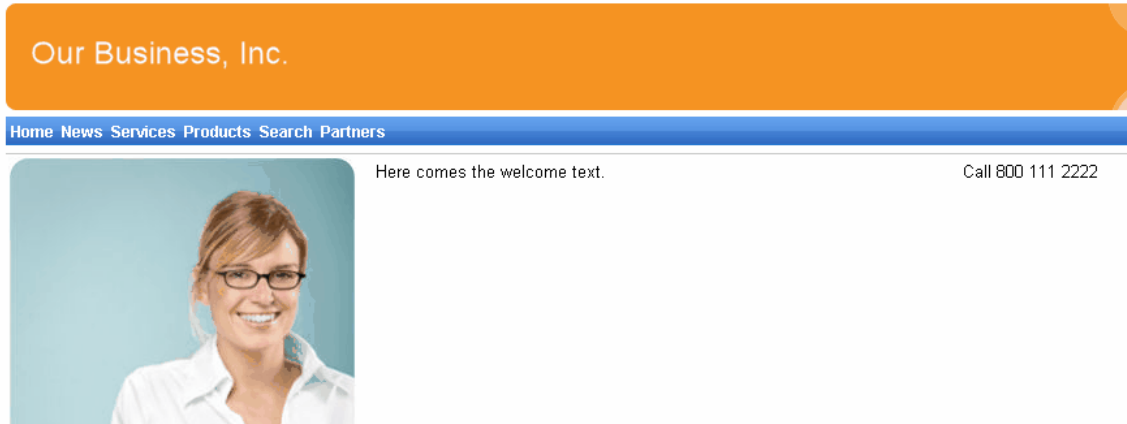 Our Business, Inc.
Home News Services Products Search Partners
Here comes the welcome text.
Call 800 111 2222